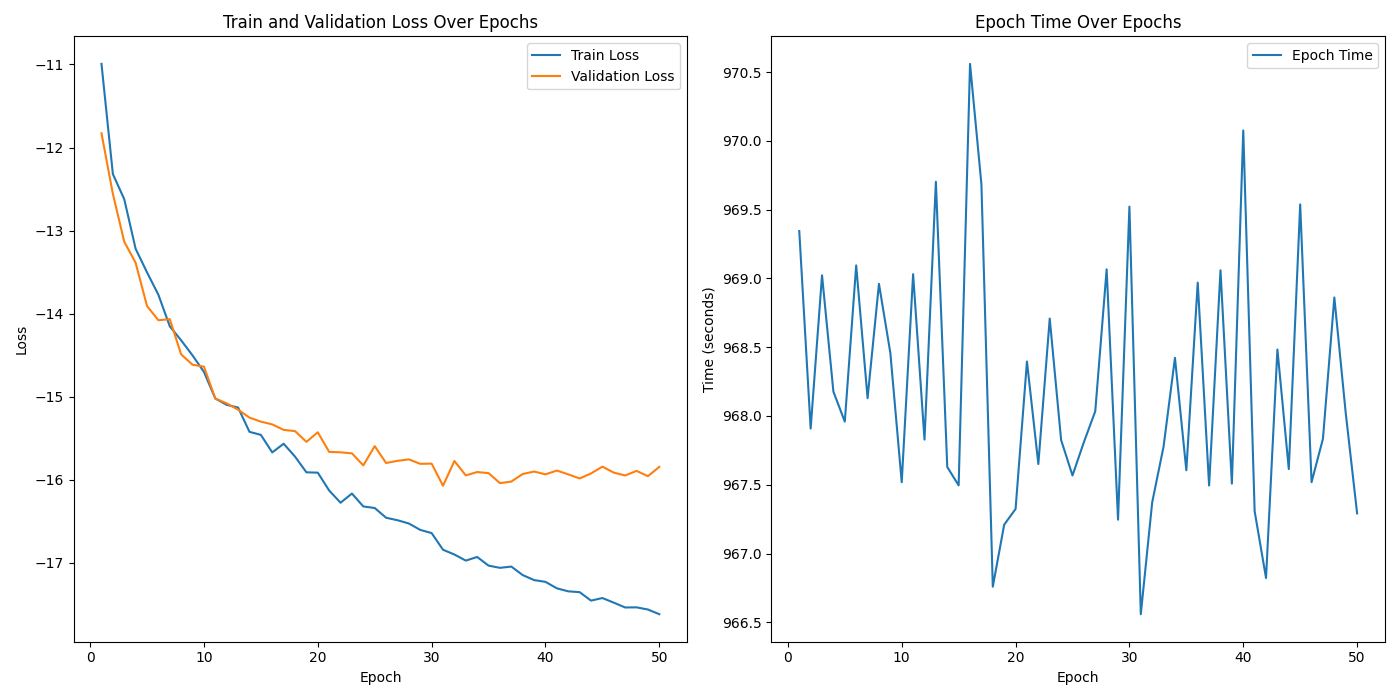 Train and Validation Loss Over Epochs
Train Loss
Validation Loss
−11
−12
−13
−14
−15
−16
−17
Loss
0 10 20 30 40 50
Epoch
Epoch Time Over Epochs
Epoch Time
970.5
970.0
969.5
969.0
968.5
968.0
967.5
967.0
966.5
Time (seconds)
0 10 20 30 40 50
Epoch